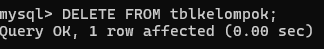 mysql> DELETE FROM tblkelompok;
Query OK, 1 row affected (0.00 sec)